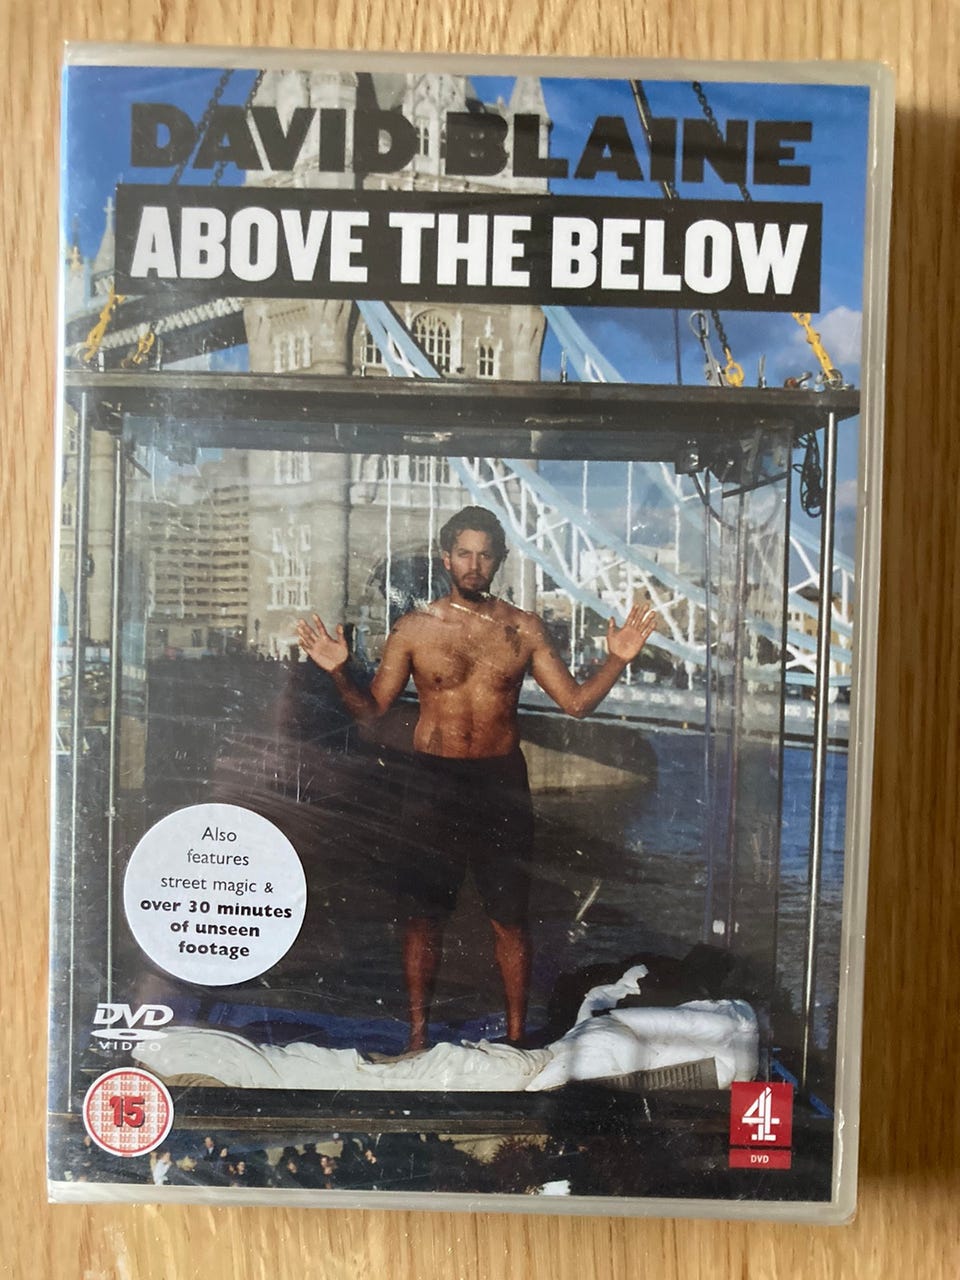 DAVID BLAINE
ABOVE THE BELOW
Also
features
street magic &
over 30 minutes
of unseen
footage
DVD
VIDEO
15
4
DVD